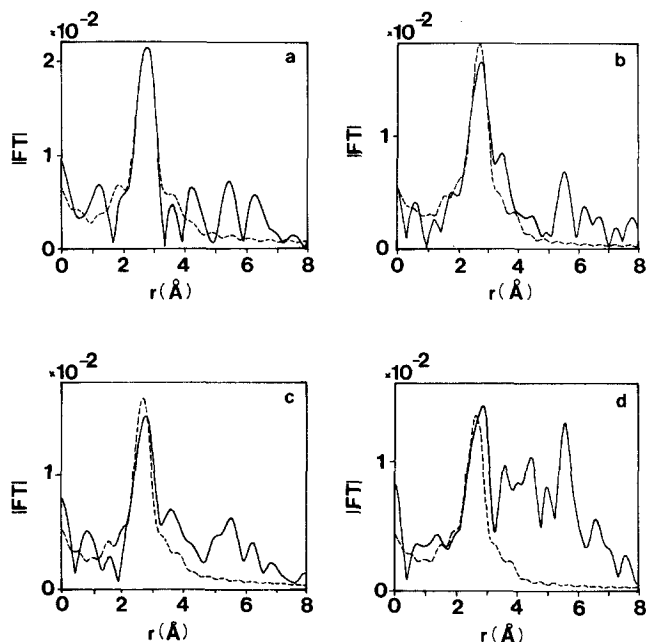 ×10⁻²
a
2
1
0
|FT|
0 2 4 6 8
r(Å)
×10⁻²
b
1
0
|FT|
0 2 4 6 8
r(Å)
×10⁻²
c
1
0
|FT|
0 2 4 6 8
r(Å)
×10⁻²
d
1
0
|FT|
0 2 4 6 8
r(Å)